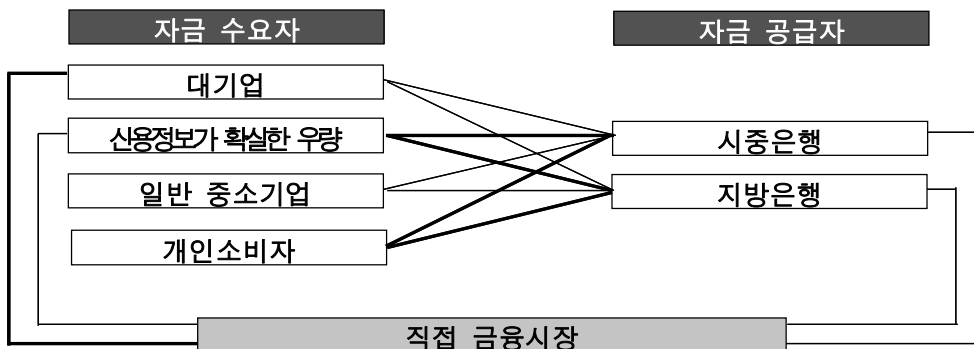 자금 수요자
자금 공급자
대기업
신용정보가 확실한 우량
시중은행
일반 중소기업
지방은행
개인소비자
직접 금융시장